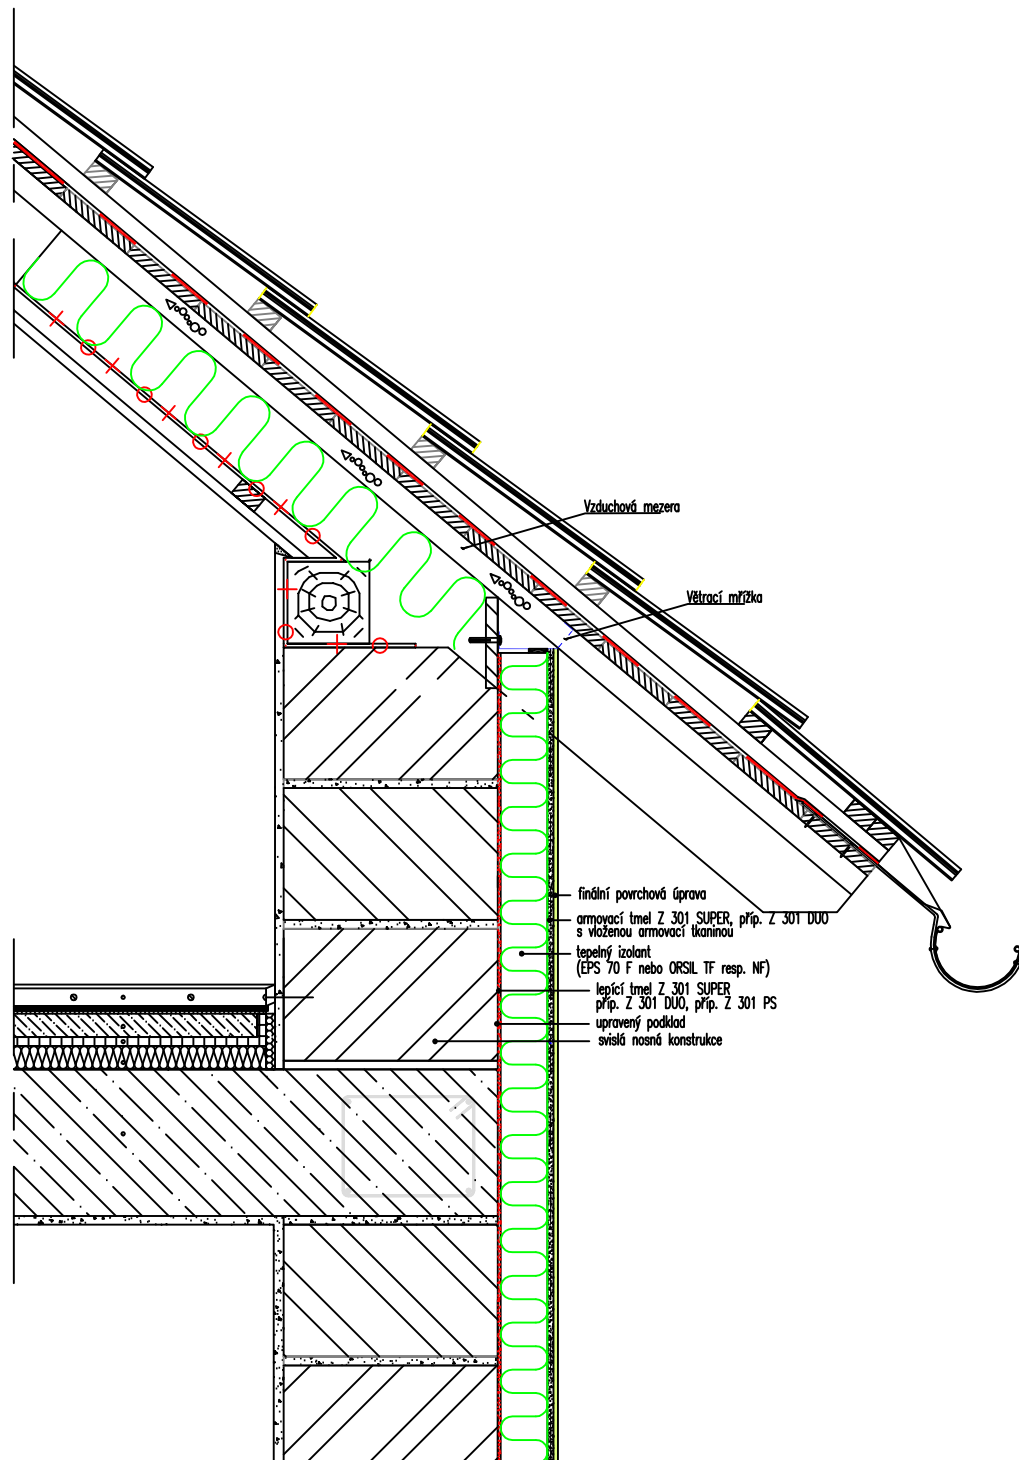 Vzduchová mezera
Větrací mřížka
finální povrchová úprava
armovací tmel Z 301 SUPER, příp. Z 301 DUO
s vloženou armovací tkaninou
tepelný izolant
(EPS 70 F nebo ORSIL TF resp. NF)
lepící tmel Z 301 SUPER
příp. Z 301 DUO, příp. Z 301 PS
upravený podklad
svislá nosná konstrukce